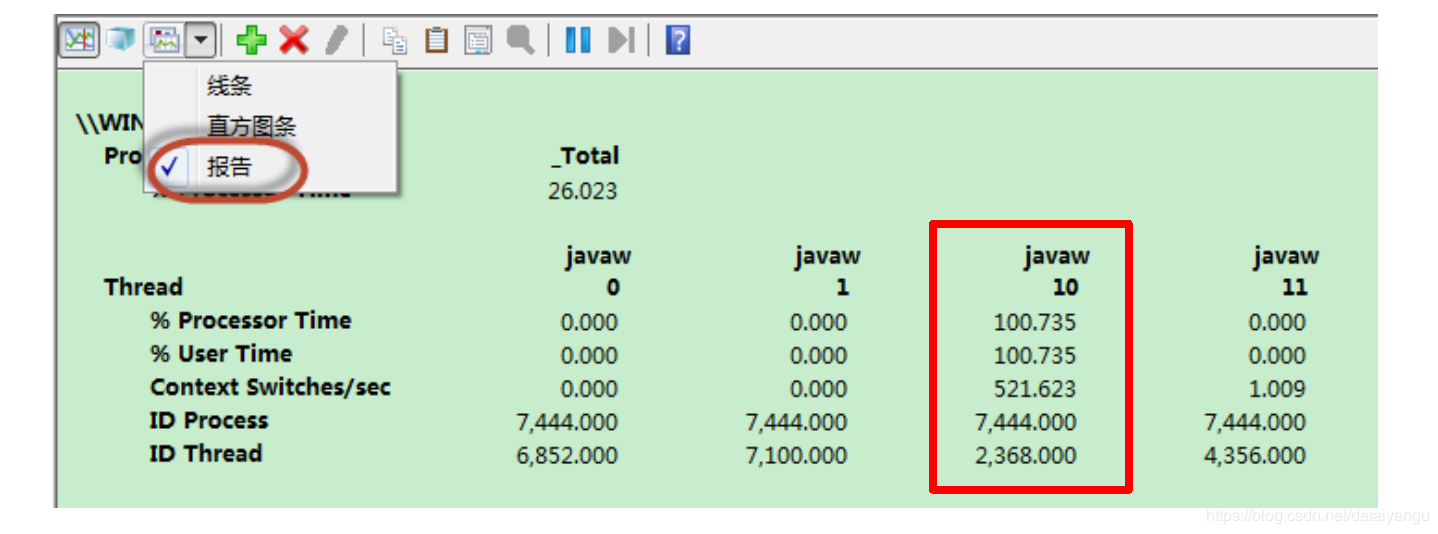 线条
直方图条
报告
\\WIN
Pro _Total
% Processor Time 26.023
javaw javaw javaw javaw
Thread 0 1 10 11
% Processor Time 0.000 0.000 100.735 0.000
% User Time 0.000 0.000 100.735 0.000
Context Switches/sec 0.000 0.000 521.623 1.009
ID Process 7,444.000 7,444.000 7,444.000 7,444.000
ID Thread 6,852.000 7,100.000 2,368.000 4,356.000
https://blog.csdn.net/dataiyangu